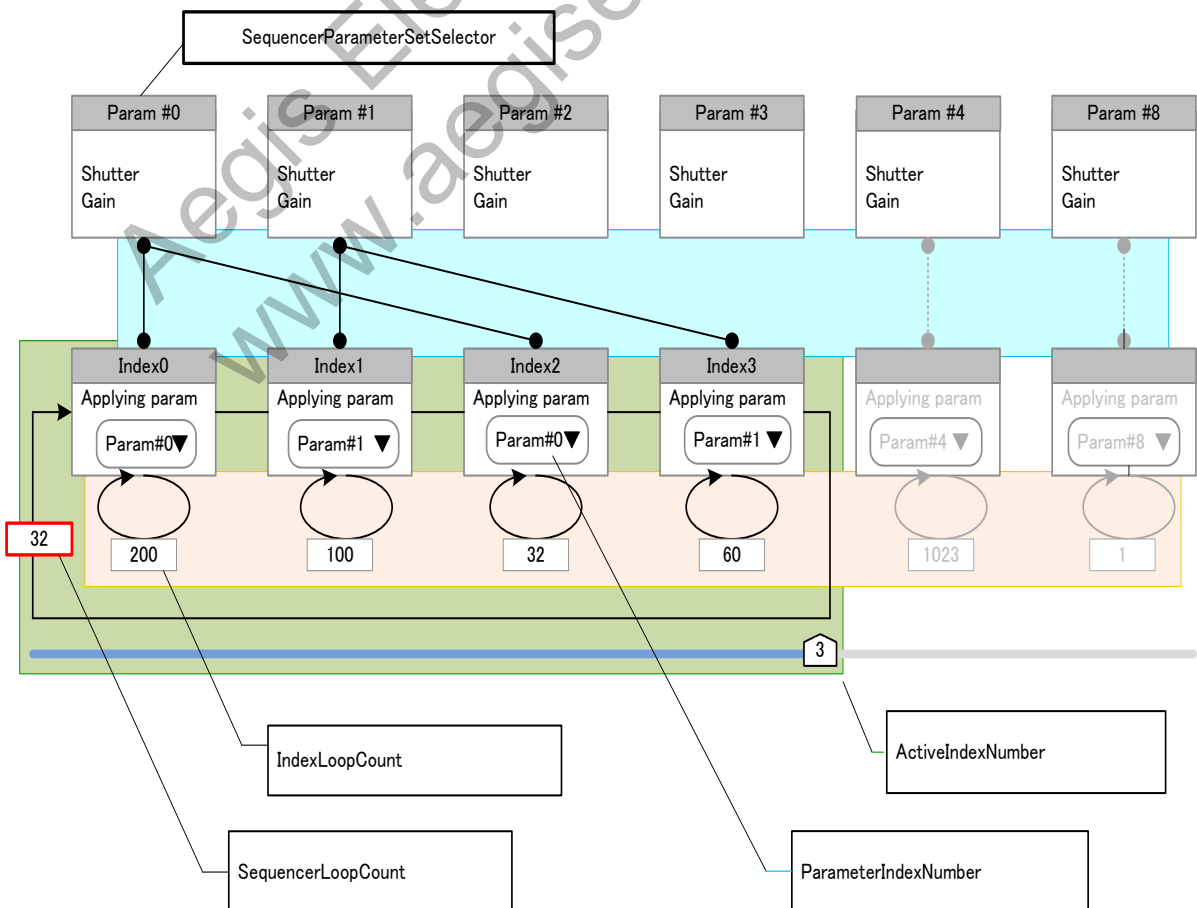 SequencerParameterSetSelector
Aegis Ele
www.aegise
Param #0
Param #1
Param #2
Param #3
Param #4
Param #8
Shutter
Gain
Shutter
Gain
Shutter
Gain
Shutter
Gain
Shutter
Gain
Shutter
Gain
Index0
Index1
Index2
Index3
Applying param
Applying param
Applying param
Applying param
Applying param
Applying param
Param#0▼
Param#1 ▼
Param#0▼
Param#1 ▼
Param#4 ▼
Param#8 ▼
32
200
100
32
60
1023
1
3
IndexLoopCount
ActiveIndexNumber
SequencerLoopCount
ParameterIndexNumber